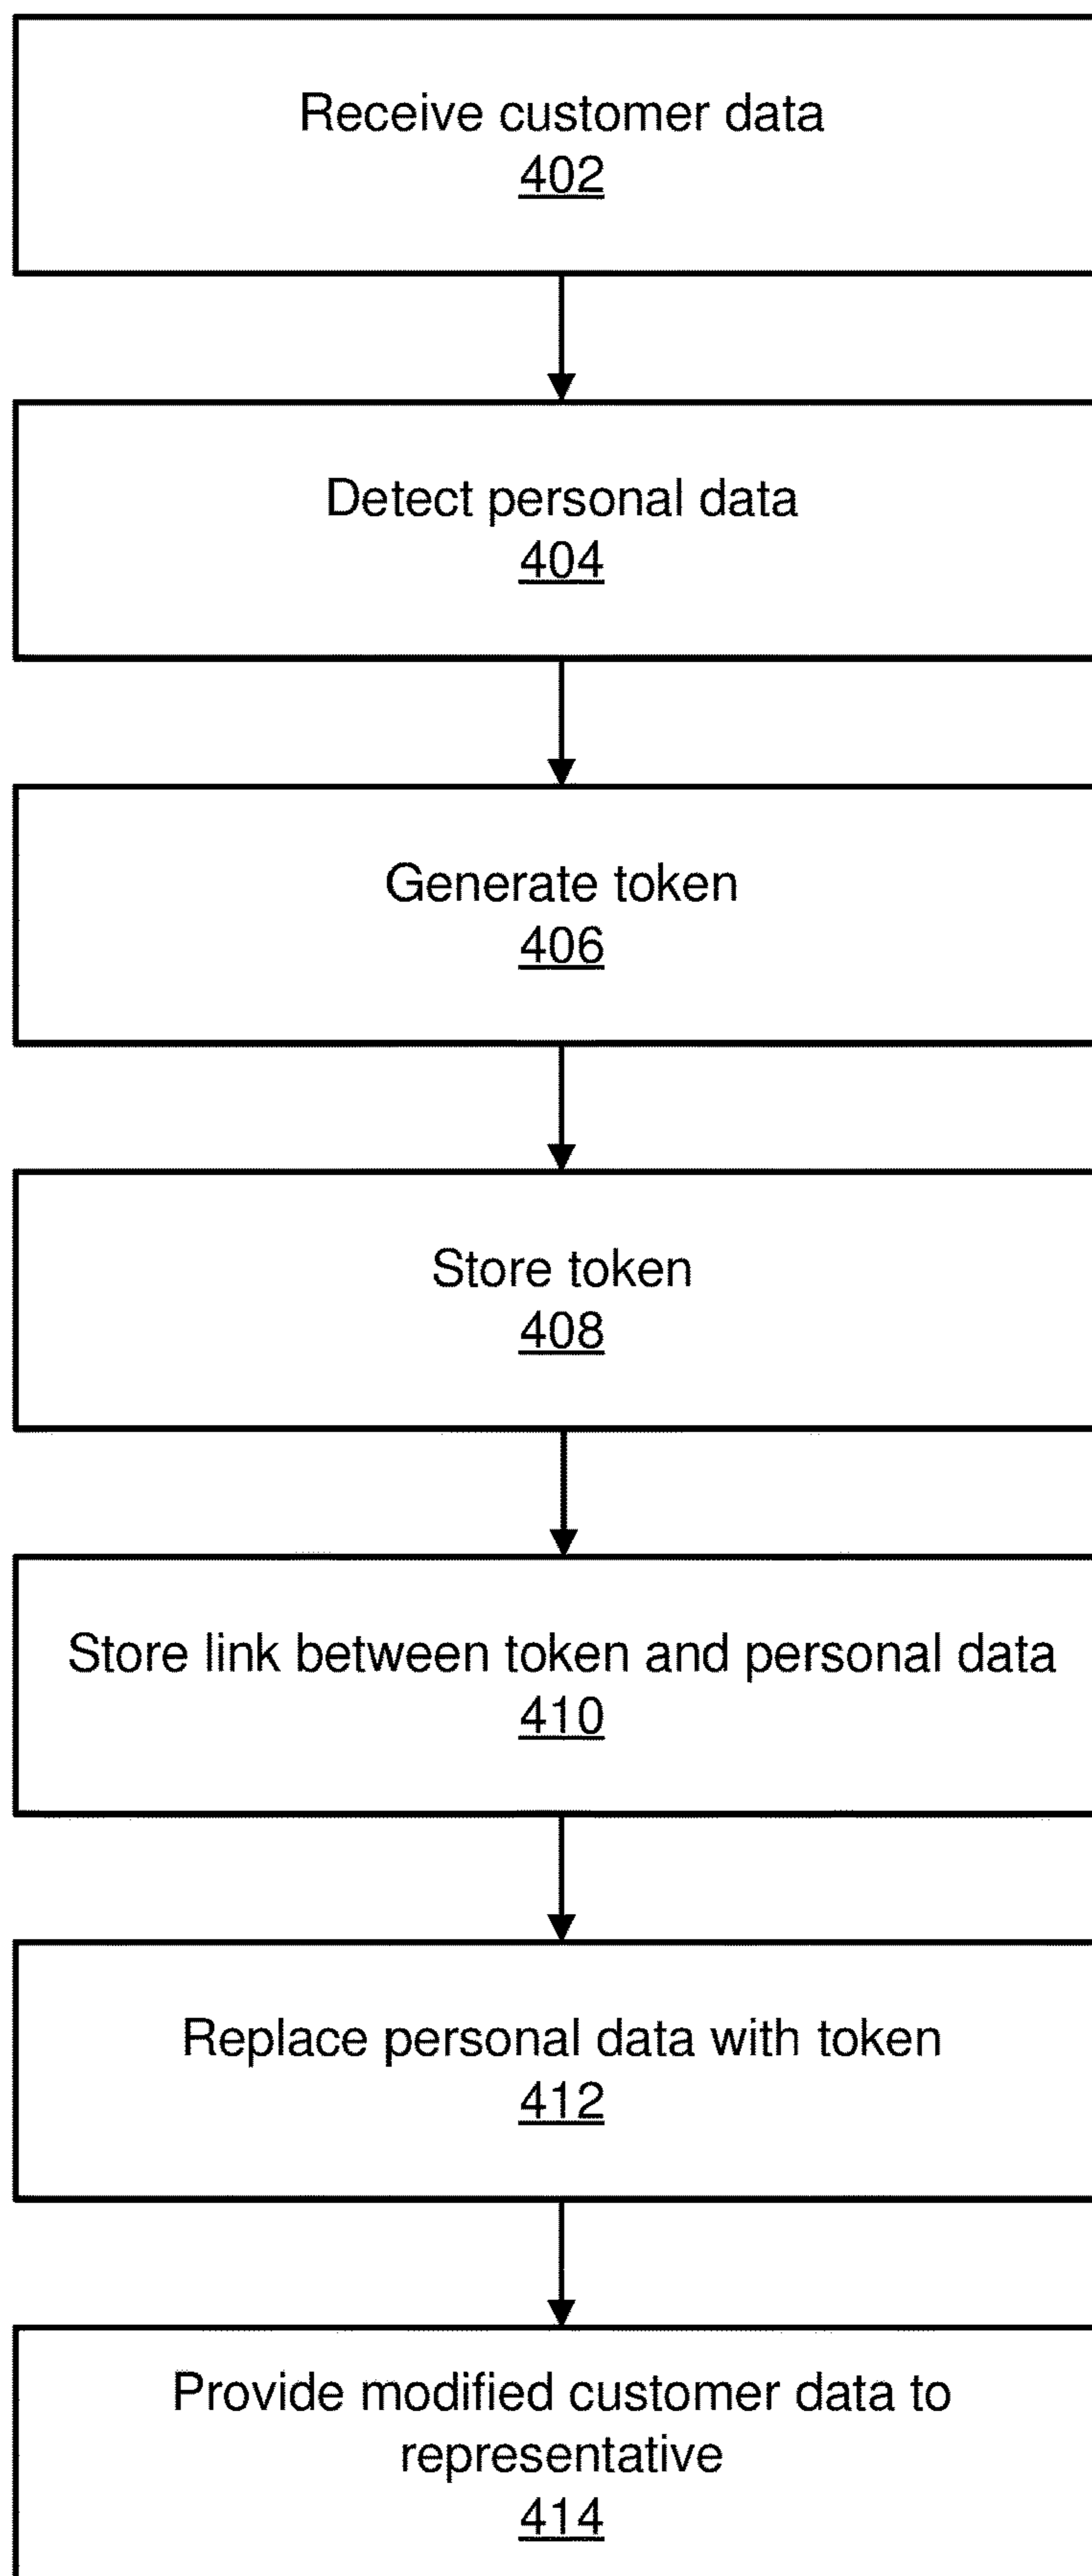 Receive customer data
402
Detect personal data
404
Generate token
406
Store token
408
Store link between token and personal data
410
Replace personal data with token
412
Provide modified customer data to
representative
414